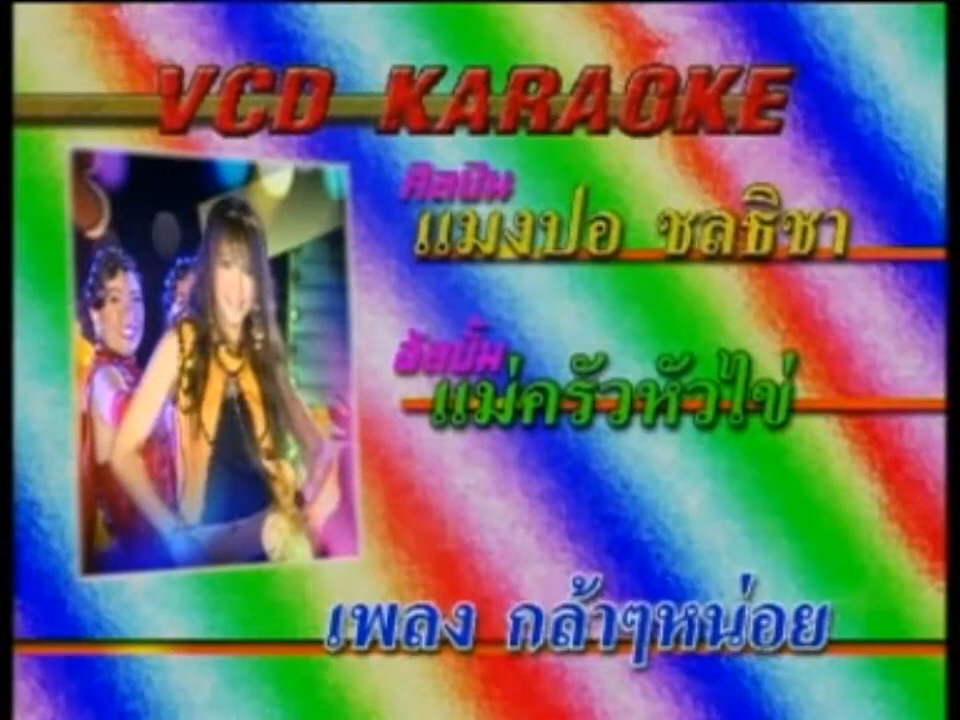 VCD KARAOKE
ศิลปิน
แมงปอ ชลธิชา
อัลบั้ม
แม่ครัวหัวไข่
เพลง กล้าๆหน่อย